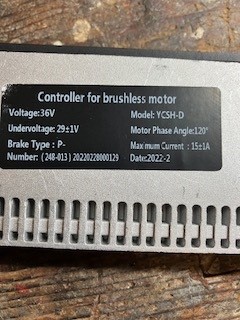 Controller for brushless motor
Voltage:36V Model: YCSH-D
Undervoltage: 29±1V Motor Phase Angle:120°
Brake Type : P- Max mum Current : 15±1A
Number: (248-013) 20220228000129 Date:2022-2